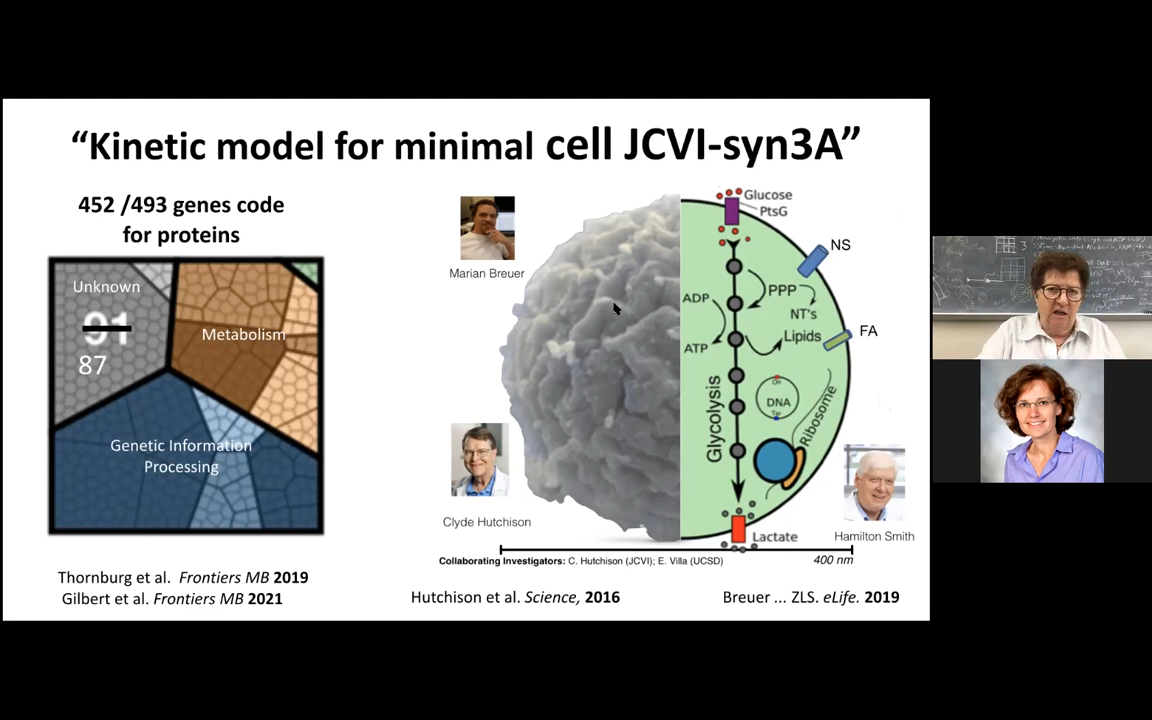 “Kinetic model for minimal cell JCVI-syn3A”
452 /493 genes code
for proteins
Unknown
91
87
Metabolism
Genetic Information
Processing
Thornburg et al. Frontiers MB 2019
Gilbert et al. Frontiers MB 2021
Marian Breuer
Clyde Hutchison
Glucose
PtsG
NS
ADP
PPP
NT's
FA
ATP
Lipids
Glycolysis
DNA
Ribosome
Lactate
Hamilton Smith
Collaborating Investigators: C. Hutchison (JCVI); E. Villa (UCSD)
400 nm
Hutchison et al. Science, 2016
Breuer ... ZLS. eLife. 2019